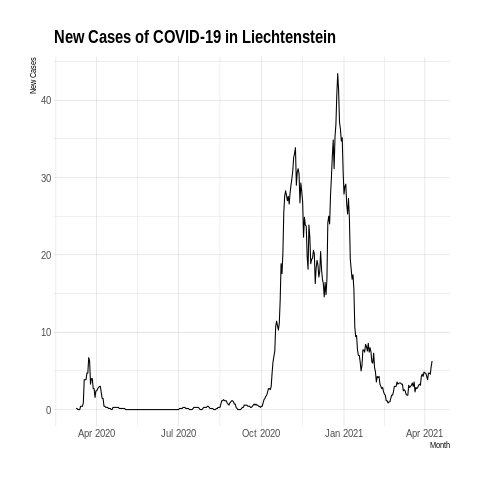 New Cases of COVID-19 in Liechtenstein
New Cases
40
30
20
10
0
Apr 2020 Jul 2020 Oct 2020 Jan 2021 Apr 2021
Month